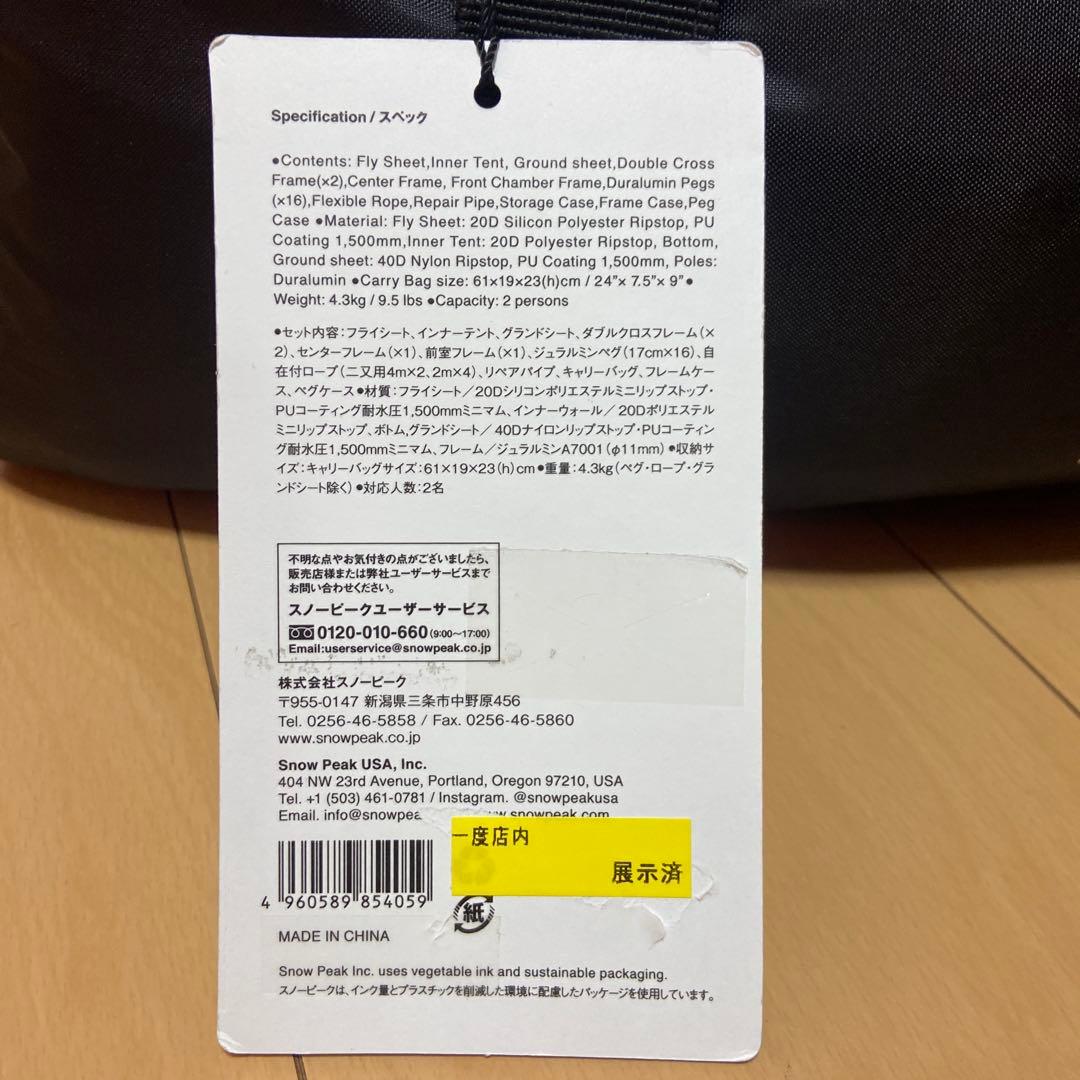 Specification / スペック
●Contents: Fly Sheet,Inner Tent, Ground sheet,Double Cross
Frame(×2),Center Frame, Front Chamber Frame,Duralumin Pegs
(×16),Flexible Rope,Repair Pipe,Storage Case,Frame Case,Peg
Case ●Material: Fly Sheet: 20D Silicon Polyester Ripstop, PU
Coating 1,500mm,Inner Tent: 20D Polyester Ripstop, Bottom,
Ground sheet: 40D Nylon Ripstop, PU Coating 1,500mm, Poles:
Duralumin ●Carry Bag size: 61×19×23(h)cm / 24”× 7.5”× 9” ●
Weight: 4.3kg / 9.5 lbs ●Capacity: 2 persons
●セット内容：フライシート、インナーテント、グランドシート、ダブルクロスフレーム（×
2）、センターフレーム（×1）、前室フレーム（×1）、ジュラルミンペグ（17cm×16）、自
在付ロープ（二又用4m×2、2m×4）、リペアパイプ、キャリーバッグ、フレームケー
ス、ペグケース●材質：フライシート／20Dシリコンポリエステルミニリップストップ・
PUコーティング耐水圧1,500mmミニマム、インナーウォール／20Dポリエステル
ミニリップストップ、ボトム,グランドシート／40Dナイロンリップストップ・PUコーティン
グ耐水圧1,500mmミニマム、フレーム／ジュラルミンA7001（φ11mm）●収納サ
イズ：キャリーバッグサイズ：61×19×23（h）cm●重量：4.3kg（ペグ・ロープ・グラ
ンドシート除く）●対応人数：2名
不明な点やお気付きの点がございましたら、
販売店様または弊社ユーザーサービスまで
お問い合わせください。
スノーピークユーザーサービス
0120-010-660（9:00〜17:00）
Email:userservice@snowpeak.co.jp
株式会社スノーピーク
〒955-0147 新潟県三条市中野原456
Tel. 0256-46-5858 / Fax. 0256-46-5860
www.snowpeak.co.jp
Snow Peak USA, Inc.
404 NW 23rd Avenue, Portland, Oregon 97210, USA
Tel. +1 (503) 461-0781 / Instagram. @snowpeakusa
Email. info@snowpea w.snowpeak.com
一度店内
展示済
4 960589 854059
紙
MADE IN CHINA
Snow Peak Inc. uses vegetable ink and sustainable packaging.
スノーピークは、インク量とプラスチックを削減した環境に配慮したパッケージを使用しています。